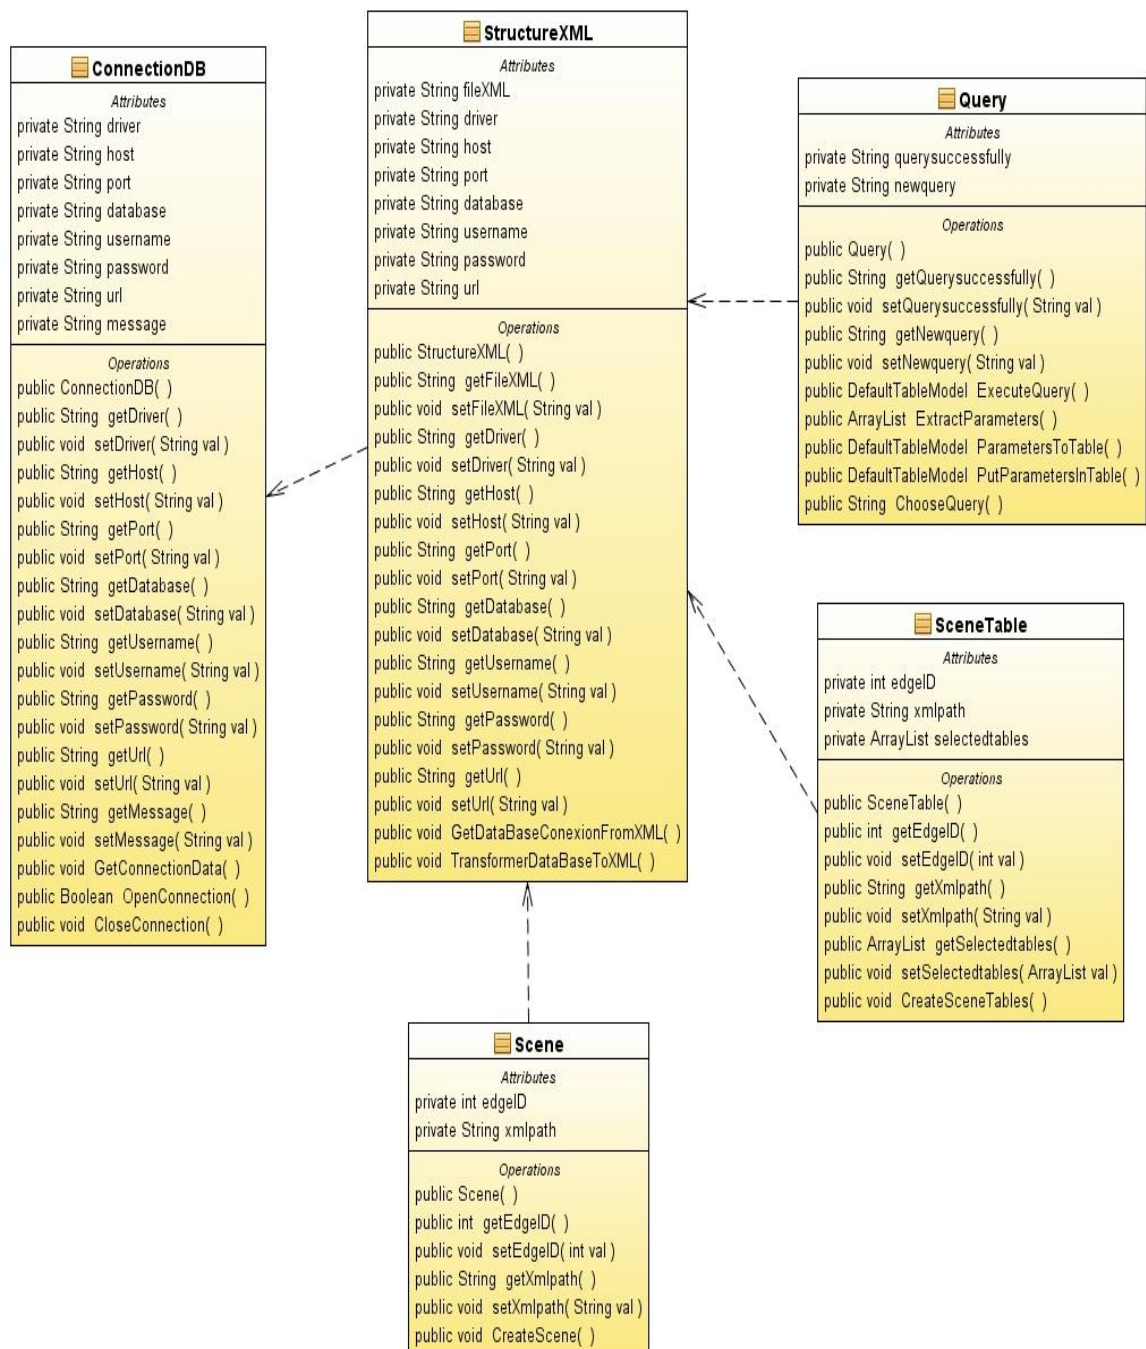 ConnectionDB
Attributes
private String driver
private String host
private String port
private String database
private String username
private String password
private String url
private String message
Operations
public ConnectionDB( )
public String getDriver( )
public void setDriver( String val )
public String getHost( )
public void setHost( String val )
public String getPort( )
public void setPort( String val )
public String getDatabase( )
public void setDatabase( String val )
public String getUsername( )
public void setUsername( String val )
public String getPassword( )
public void setPassword( String val )
public String getUrl( )
public void setUrl( String val )
public String getMessage( )
public void setMessage( String val )
public void GetConnectionData( )
public Boolean OpenConnection( )
public void CloseConnection( )
StructureXML
Attributes
private String fileXML
private String driver
private String host
private String port
private String database
private String username
private String password
private String url
Operations
public StructureXML( )
public String getFileXML( )
public void setFileXML( String val )
public String getDriver( )
public void setDriver( String val )
public String getHost( )
public void setHost( String val )
public String getPort( )
public void setPort( String val )
public String getDatabase( )
public void setDatabase( String val )
public String getUsername( )
public void setUsername( String val )
public String getPassword( )
public void setPassword( String val )
public String getUrl( )
public void setUrl( String val )
public void GetDataBaseConexionFromXML( )
public void TransformerDataBaseToXML( )
Query
Attributes
private String querysuccessfully
private String newquery
Operations
public Query( )
public String getQuerysuccessfully( )
public void setQuerysuccessfully( String val )
public String getNewquery( )
public void setNewquery( String val )
public DefaultTableModel ExecuteQuery( )
public ArrayList ExtractParameters( )
public DefaultTableModel ParametersToTable( )
public DefaultTableModel PutParametersInTable( )
public String ChooseQuery( )
SceneTable
Attributes
private int edgeID
private String xmlpath
private ArrayList selectedtables
Operations
public SceneTable( )
public int getEdgeID( )
public void setEdgeID( int val )
public String getXmlpath( )
public void setXmlpath( String val )
public ArrayList getSelectedtables( )
public void setSelectedtables( ArrayList val )
public void CreateSceneTables( )
Scene
Attributes
private int edgeID
private String xmlpath
Operations
public Scene( )
public int getEdgeID( )
public void setEdgeID( int val )
public String getXmlpath( )
public void setXmlpath( String val )
public void CreateScene( )